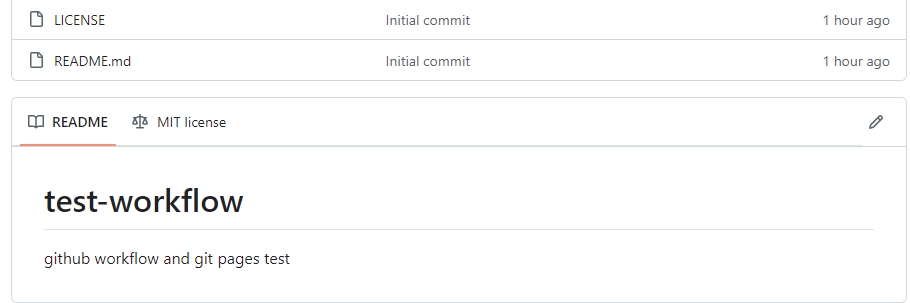 LICENSE Initial commit 1 hour ago
README.md Initial commit 1 hour ago
README MIT license
test-workflow
github workflow and git pages test